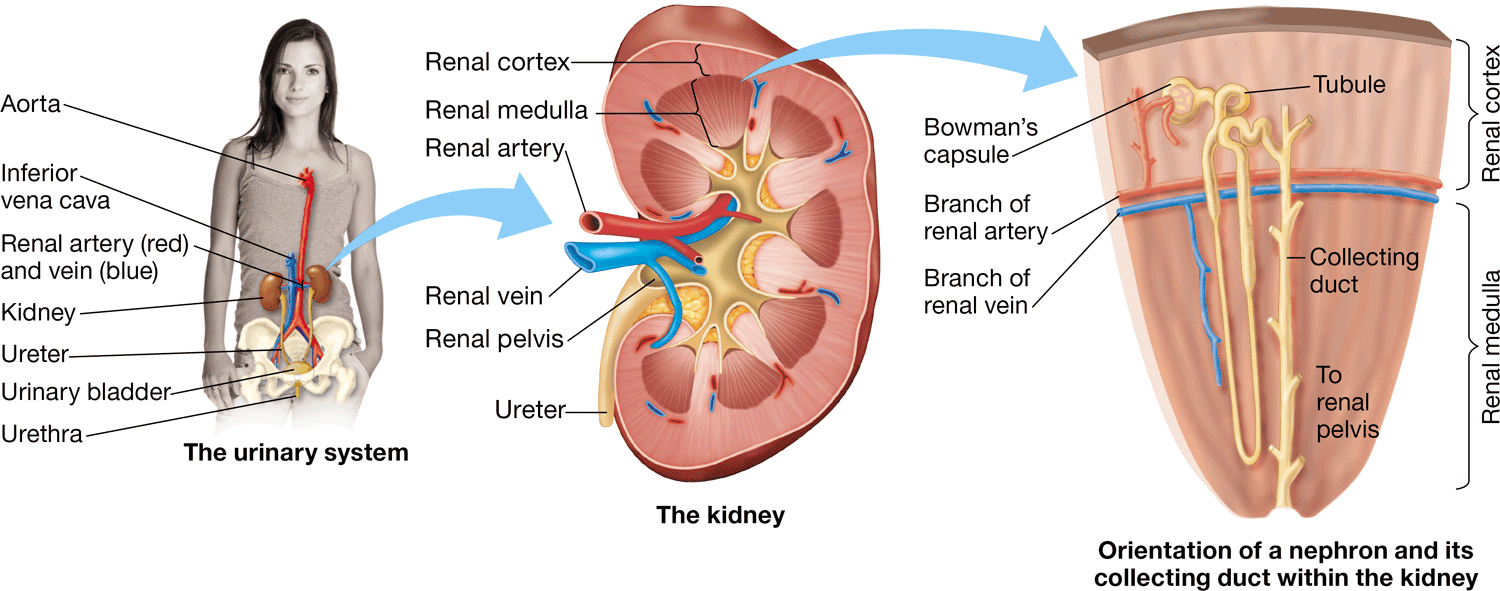 Aorta
Inferior
vena cava
Renal artery (red)
and vein (blue)
Kidney
Ureter
Urinary bladder
Urethra
The urinary system
Renal cortex
Renal medulla
Renal artery
Renal vein
Renal pelvis
Ureter
The kidney
Bowman's
capsule
Branch of
renal artery
Branch of
renal vein
Tubule
Collecting
duct
To
renal
pelvis
Renal cortex
Renal medulla
Orientation of a nephron and its
collecting duct within the kidney